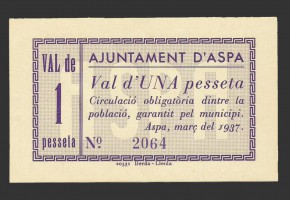 VAL de
1
pesseta
AJUNTAMENT D'ASPA
Val d'UNA pesseta
Circulació obligatòria dintre la
població, garantit pel municipi.
Aspa, març del 1937.
Nº 2064
Lleida